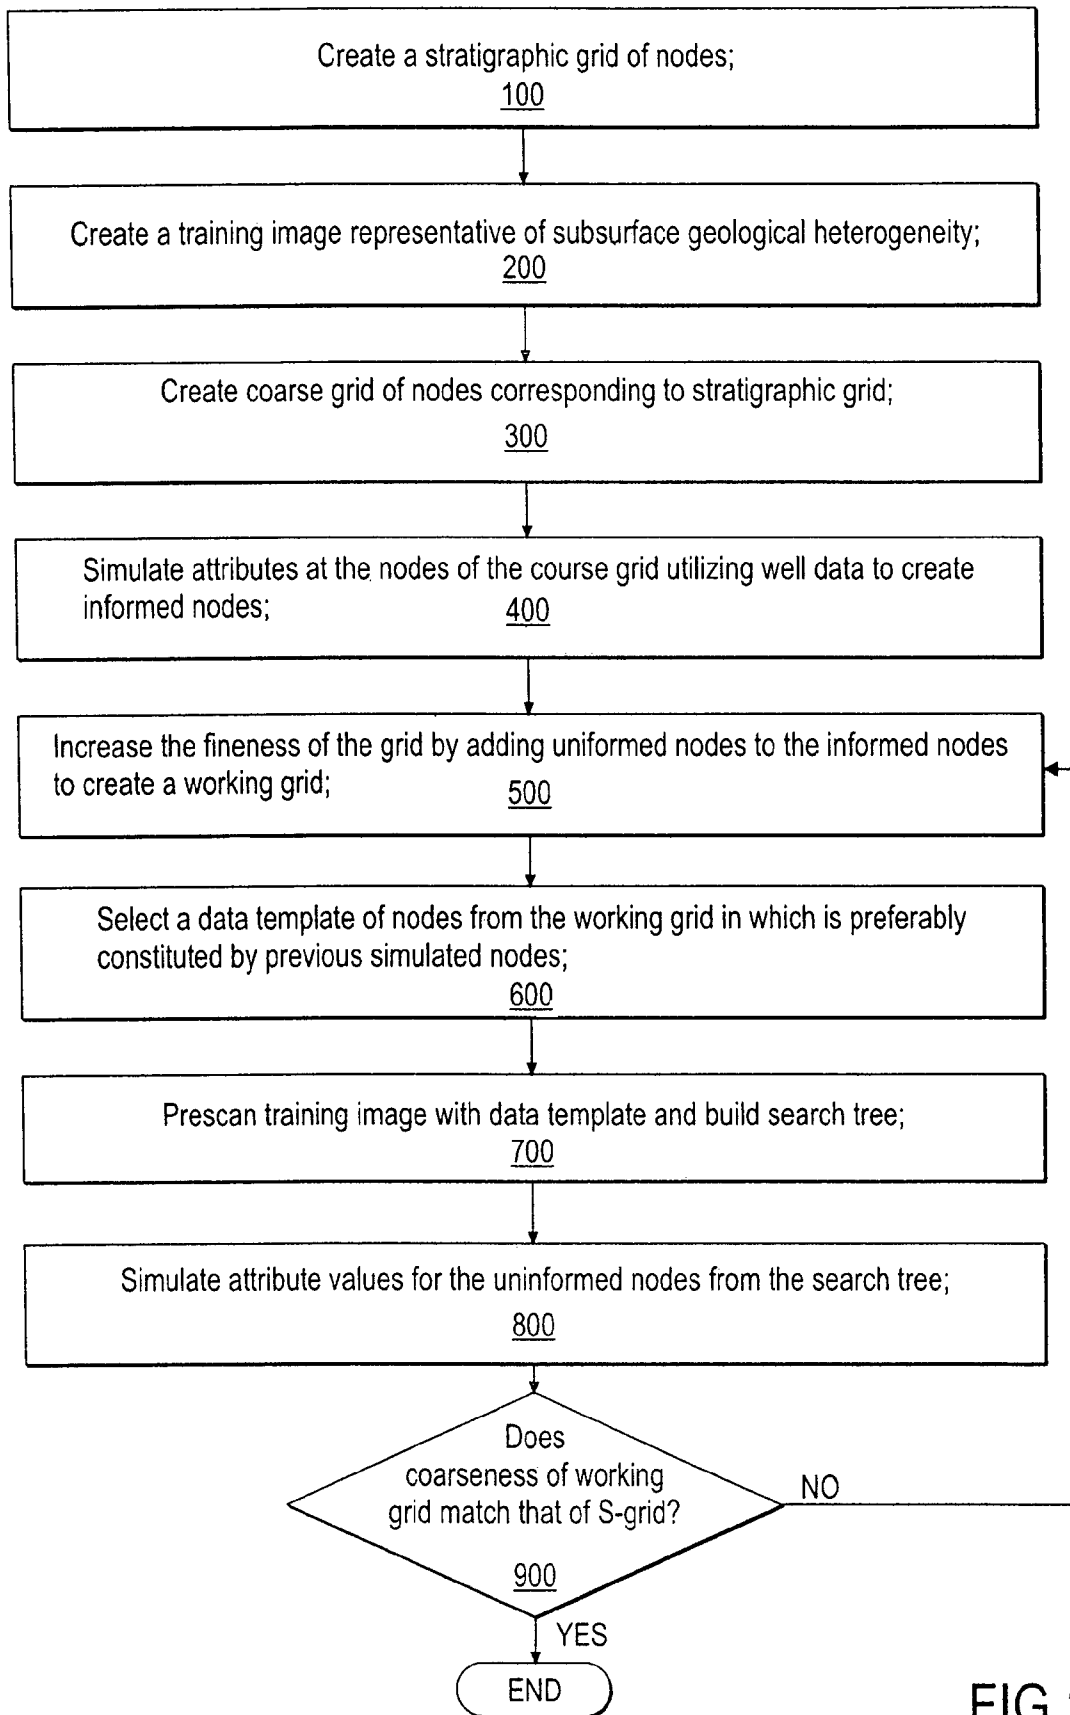 Create a stratigraphic grid of nodes;
100
Create a training image representative of subsurface geological heterogeneity;
200
Create coarse grid of nodes corresponding to stratigraphic grid;
300
Simulate attributes at the nodes of the course grid utilizing well data to create
informed nodes;
400
Increase the fineness of the grid by adding uniformed nodes to the informed nodes
to create a working grid;
500
Select a data template of nodes from the working grid in which is preferably
constituted by previous simulated nodes;
600
Prescan training image with data template and build search tree;
700
Simulate attribute values for the uninformed nodes from the search tree;
800
Does
coarseness of working
grid match that of S-grid?
900
NO
YES
END
FIG